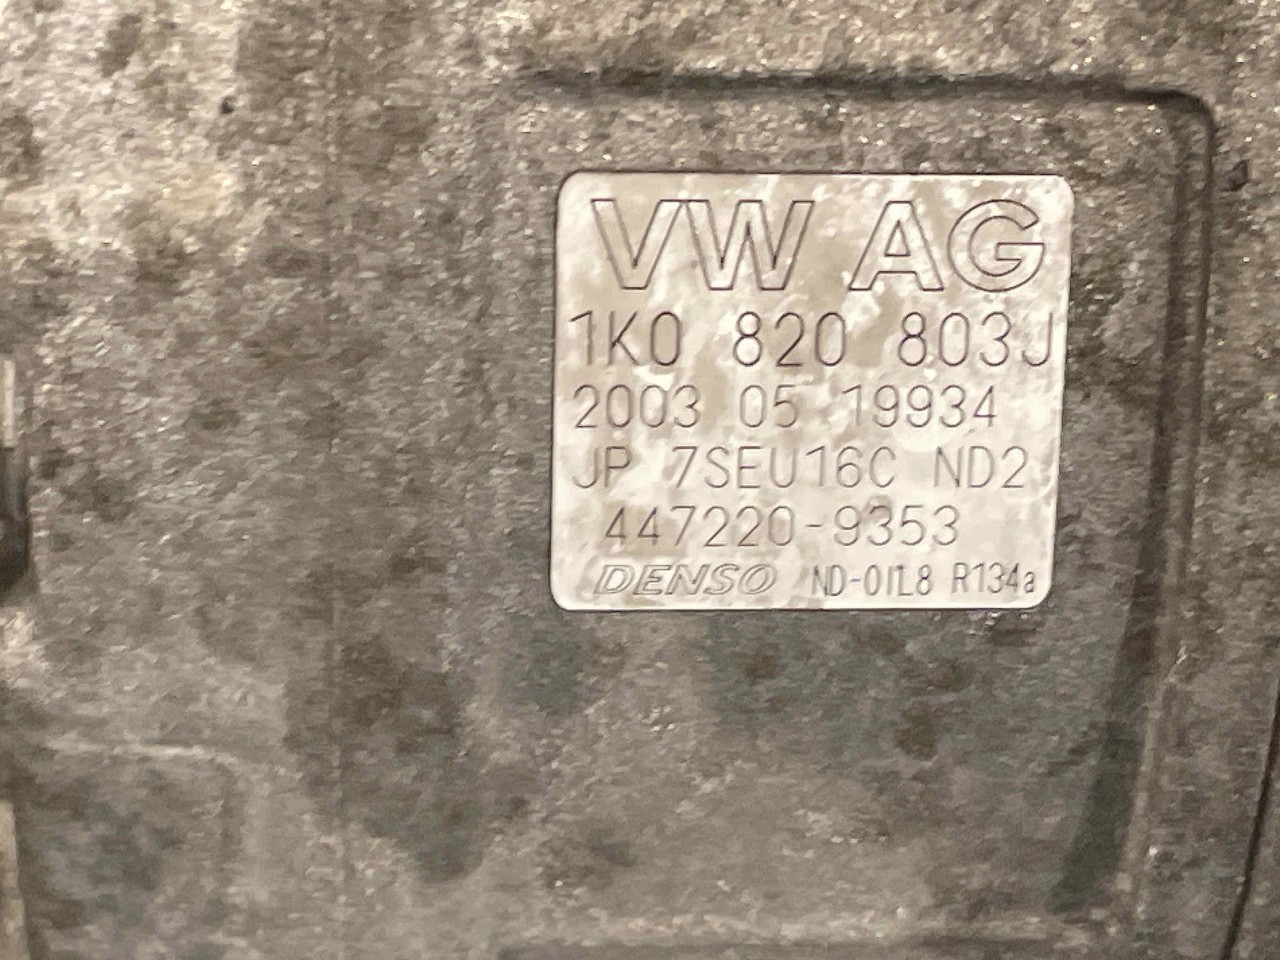 VW AG
1K0 820 803J
2003 05 19934
JP 7SEU16C ND2
447220-9353
DENSO ND-OIL8 R134a